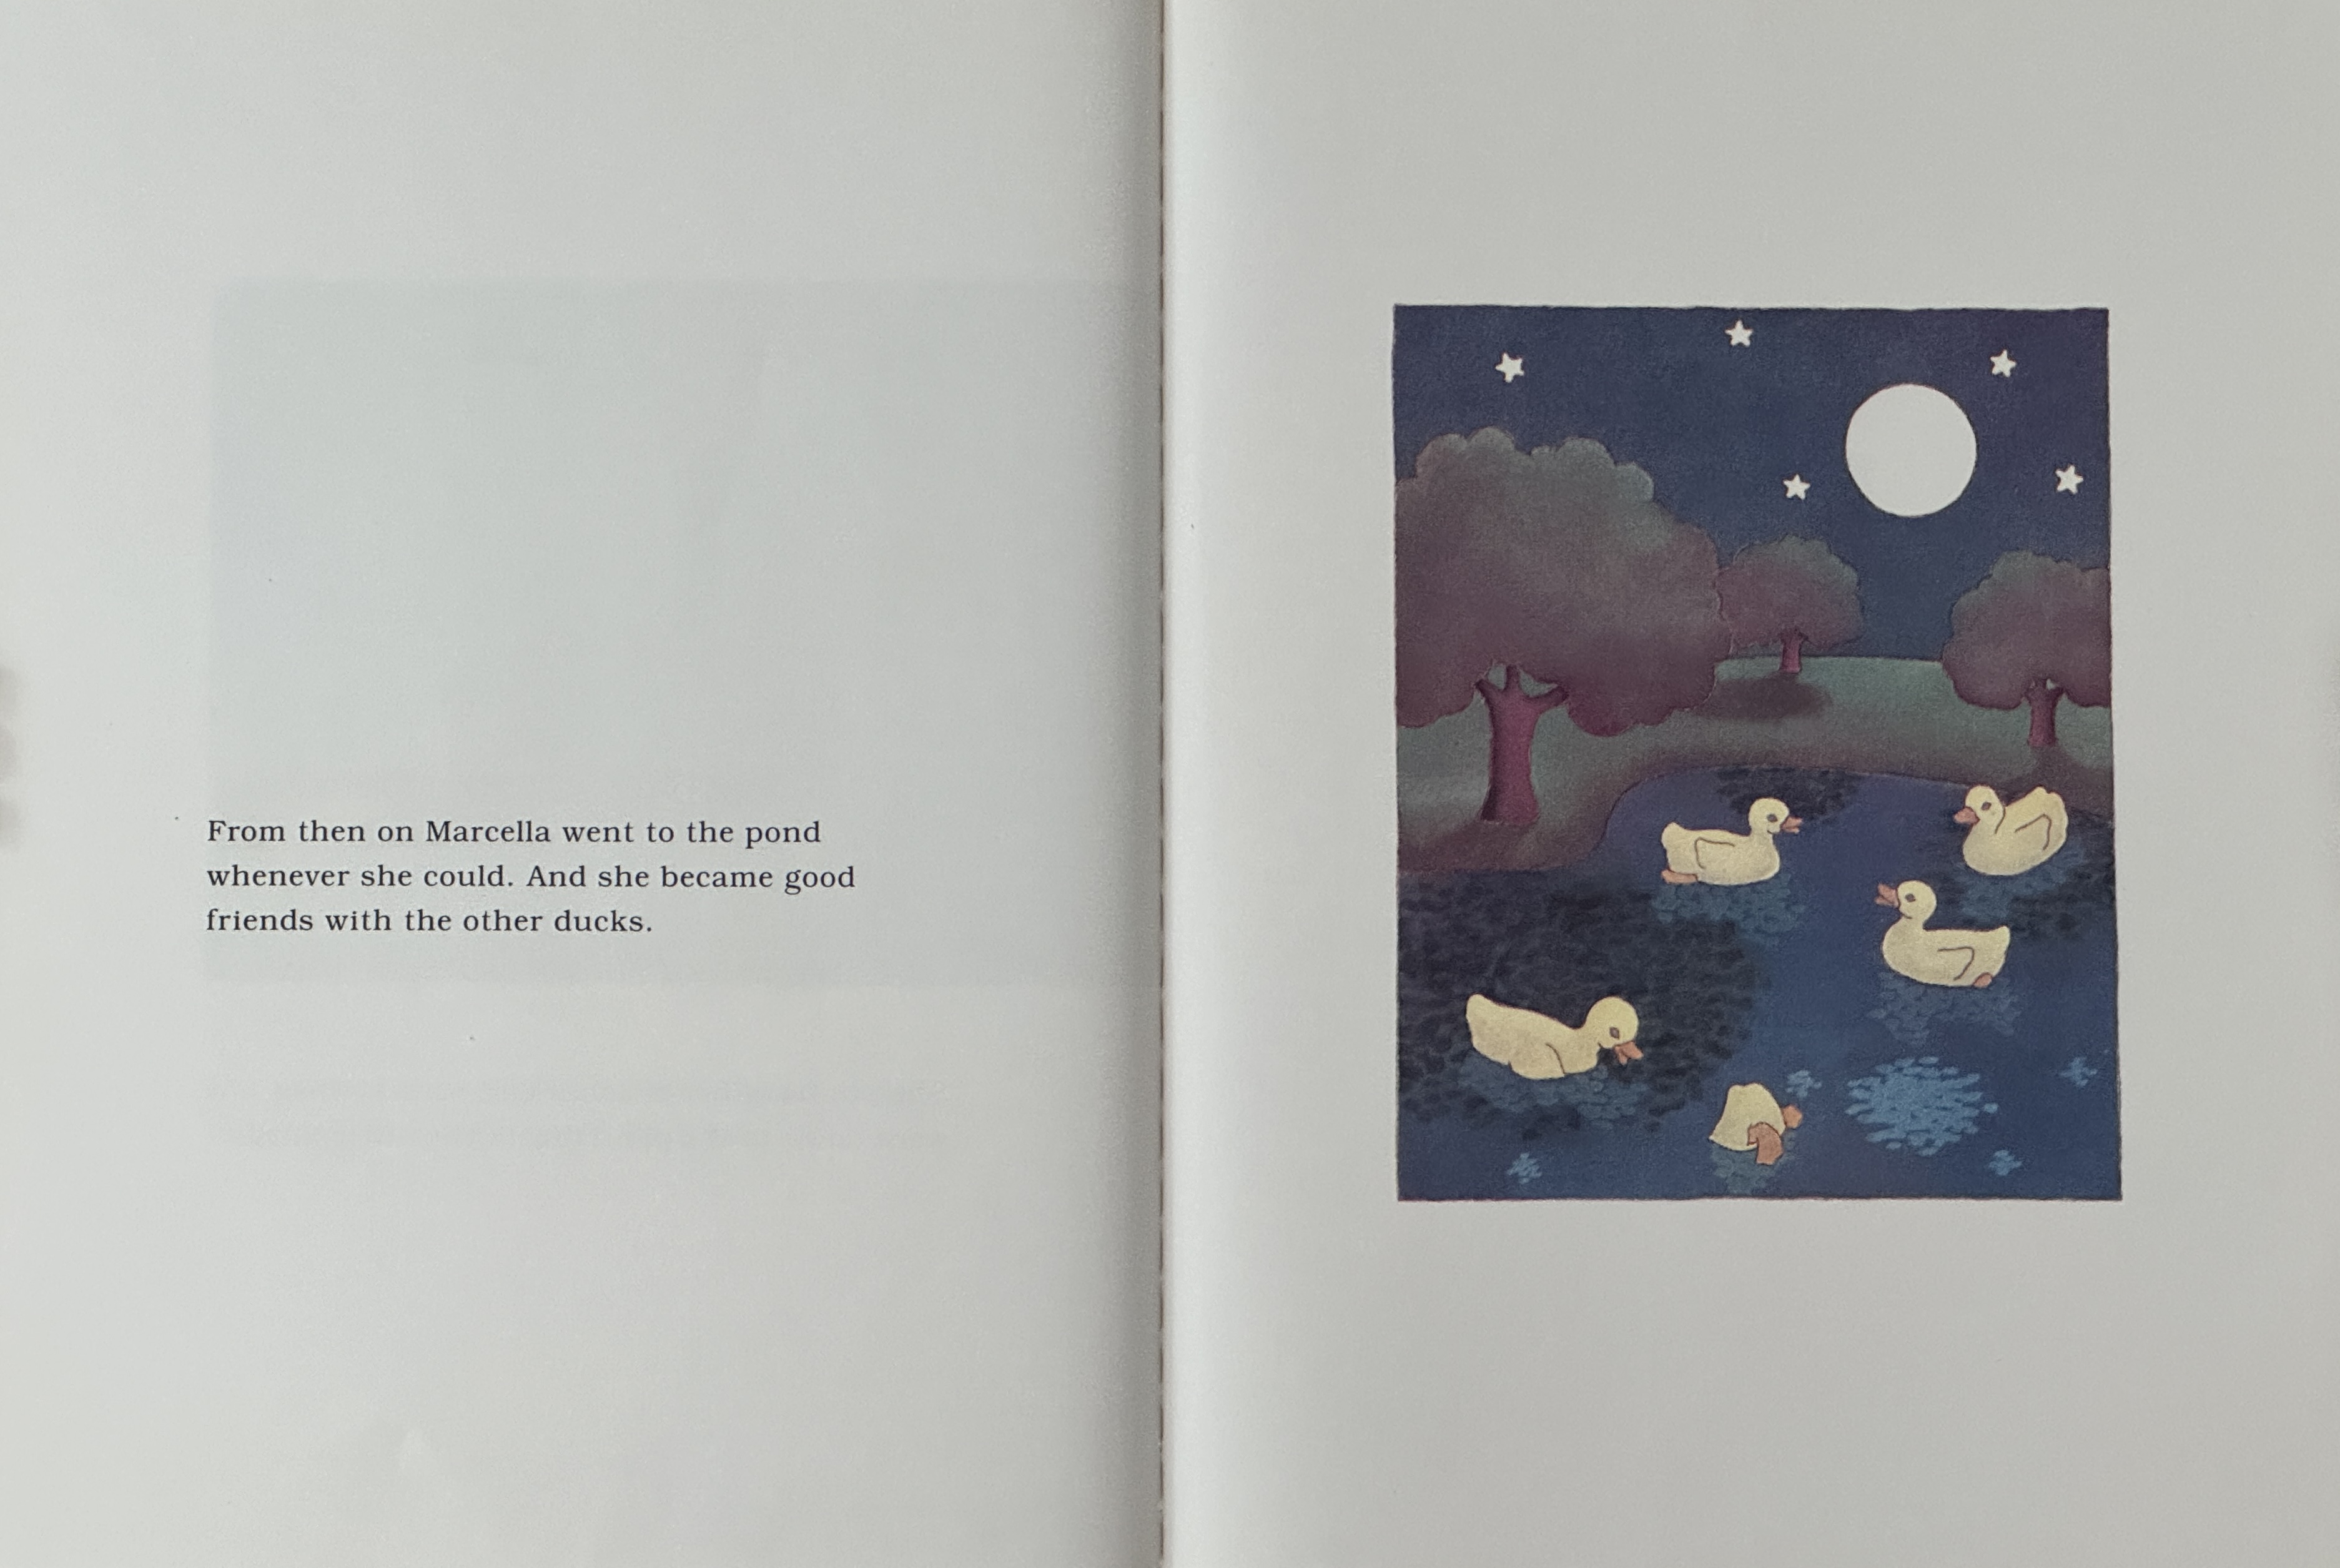 From then on Marcella went to the pond
whenever she could. And she became good
friends with the other ducks.